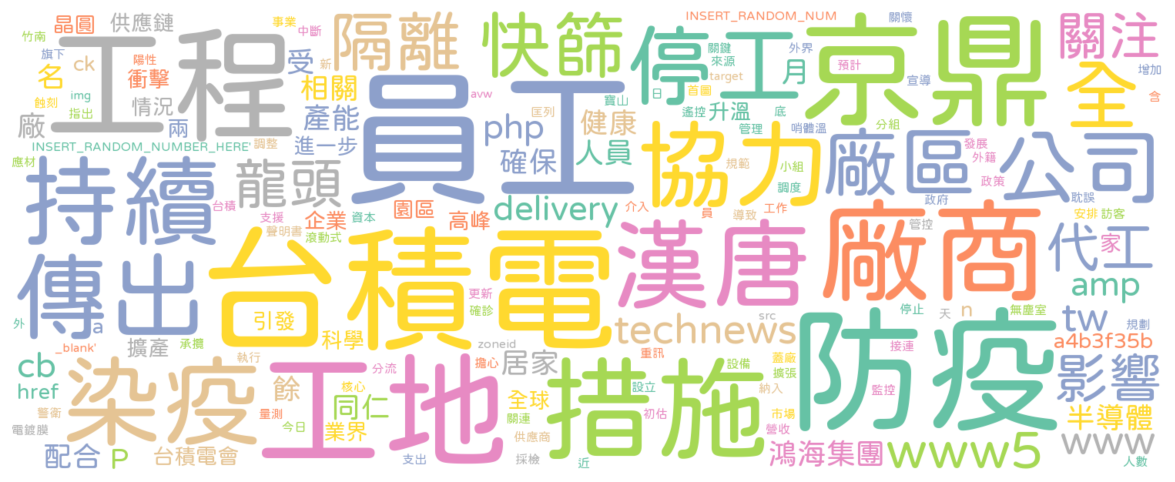 INSERT_RANDOM_NUM
竹南
晶圓
供應鏈
事業
中斷
隔離
快篩
停工
關鍵
來源
外界
京鼎
關注
關懷
旗下
工程
陽性
新
受
名
ck
衝擊
target
預計
宣導
全
增加
蝕刻
img
指出
情況
相關
員工
avw
匡列
寶山
日
首圖
月
含
廠
兩
產能
php
健康
遙控
升溫
底
分組
INSERT_RANDOM_NUMBER_HERE'
調整
進一步
確保
人員
管理
哨體溫
發展
應材
持續
龍頭
協力
規範
小組
廠區
外籍
公司
政策
台積
支援
企業
資本
園區
高峰
delivery
介入
員
導致
工作
調度
政府
耽誤
安排
訪客
聲明書
滾動式
傳出
台積電
漢唐
廠商
管控
代工
家
外
a
引發
科學
更新
確診
technews
src
停止
天
n
無塵室
amp
tw
規劃
_blank'
擴產
承攬
zoneid
擔心
居家
重訊
蓋廠
擴張
接連
a4b3f35b
cb
href
染疫
執行
工地
分流
核心
設備
措施
設立
納入
防疫
監控
影響
警衛
餘
同仁
全球
關連
初估
市場
半導體
電鍍膜
量測
今日
業界
供應商
營收
配合
P
台積電會
支出
採檢
近
鴻海集團
www5
www
人數